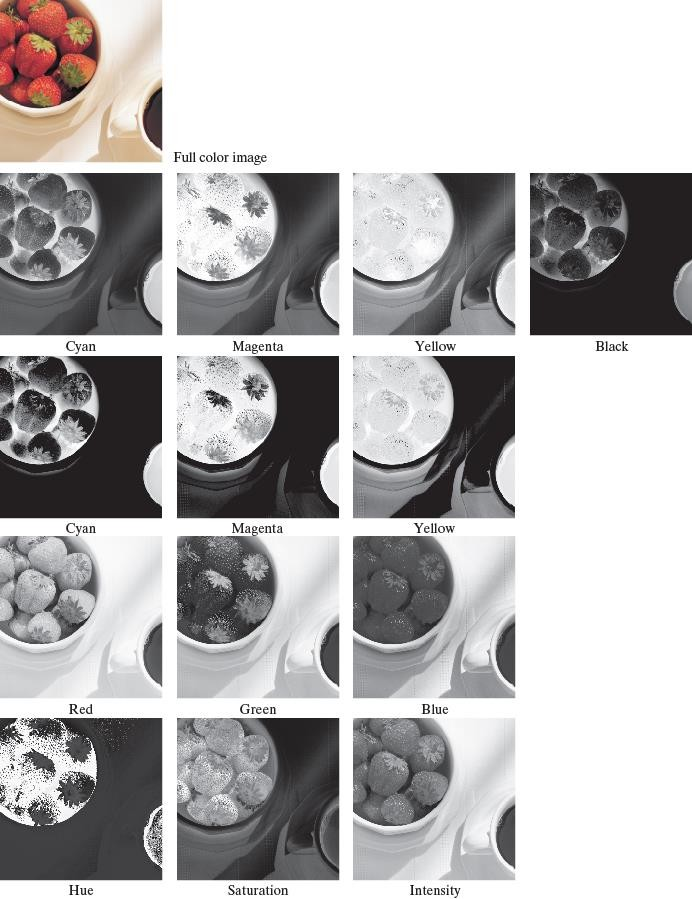 Full color image
Cyan
Magenta
Yellow
Black
Cyan
Magenta
Yellow
Red
Green
Blue
Hue
Saturation
Intensity